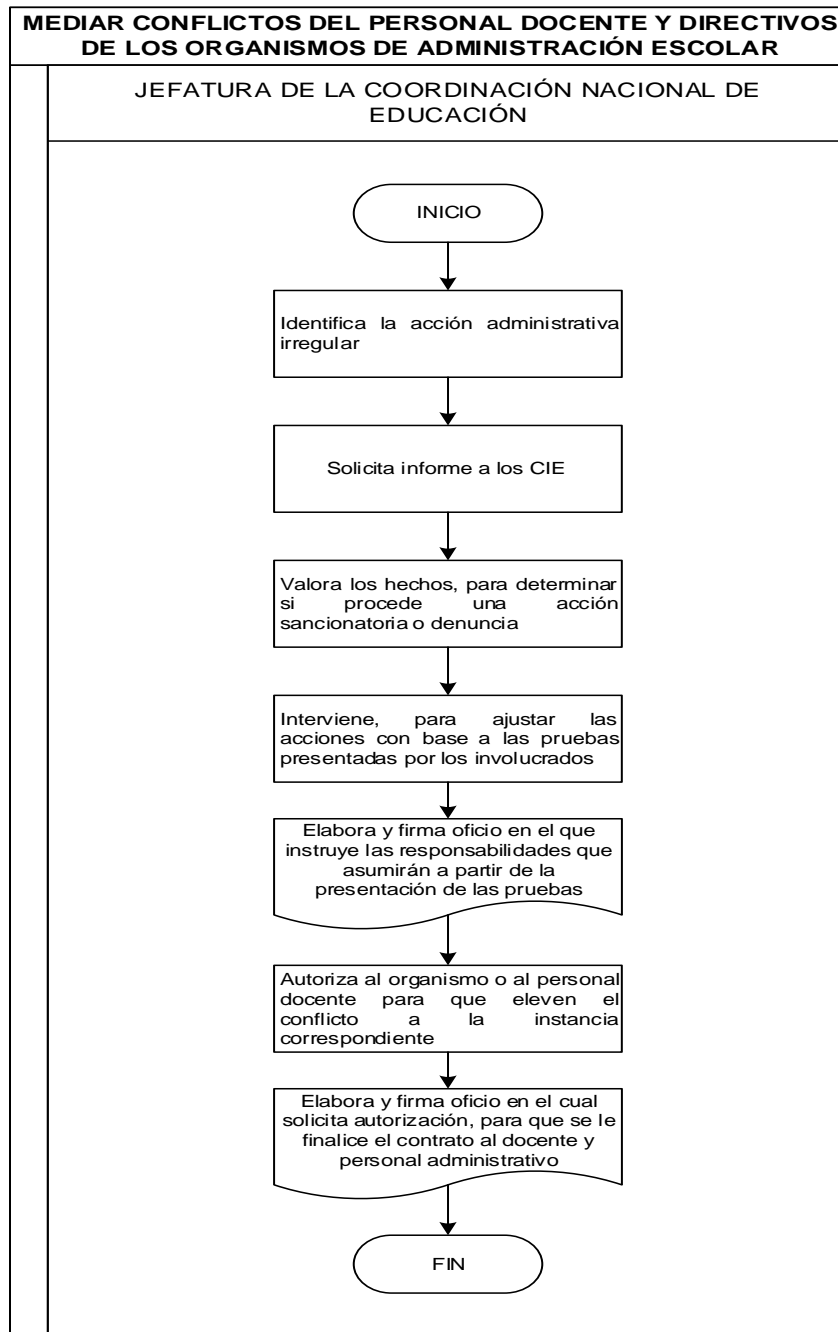 MEDIAR CONFLICTOS DEL PERSONAL DOCENTE Y DIRECTIVOS
DE LOS ORGANISMOS DE ADMINISTRACIÓN ESCOLAR
JEFATURA DE LA COORDINACIÓN NACIONAL DE
EDUCACIÓN
INICIO
Identifica la acción administrativa
irregular
Solicita informe a los CIE
Valora los hechos, para determinar
si procede una acción
sancionatoria o denuncia
Interviene, para ajustar las
acciones con base a las pruebas
presentadas por los involucrados
Elabora y firma oficio en el que
instruye las responsabilidades que
asumirán a partir de la
presentación de las pruebas
Autoriza al organismo o al personal
docente para que eleven el
conflicto a la instancia
correspondiente
Elabora y firma oficio en el cual
solicita autorización, para que se le
finalice el contrato al docente y
personal administrativo
FIN